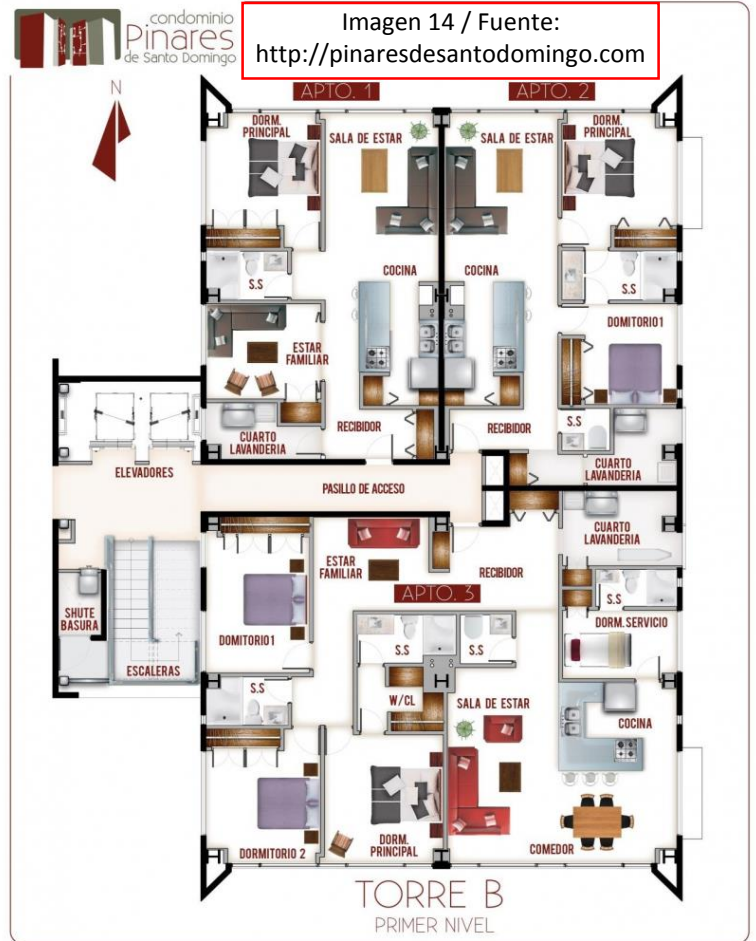 condominio
Pinares
de Santo Domingo
Imagen 14 / Fuente:
http://pinaresdesantodomingo.com
N
APTO. 1
APTO. 2
DORM.
PRINCIPAL
SALA DE ESTAR
SALA DE ESTAR
DORM.
PRINCIPAL
S.S
COCINA
COCINA
S.S
ESTAR
FAMILIAR
DOMITORIO1
CUARTO
LAVANDERIA
RECIBIDOR
RECIBIDOR
S.S
CUARTO
LAVANDERIA
ELEVADORES
PASILLO DE ACCESO
CUARTO
LAVANDERIA
ESTAR
FAMILIAR
RECIBIDOR
APTO. 3
S.S
SHUTE
BASURA
DOMITORIO1
S.S
S.S
DORM. SERVICIO
ESCALERAS
S.S
W/CL
SALA DE ESTAR
COCINA
DORMITORIO 2
DORM.
PRINCIPAL
COMEDOR
TORRE B
PRIMER NIVEL